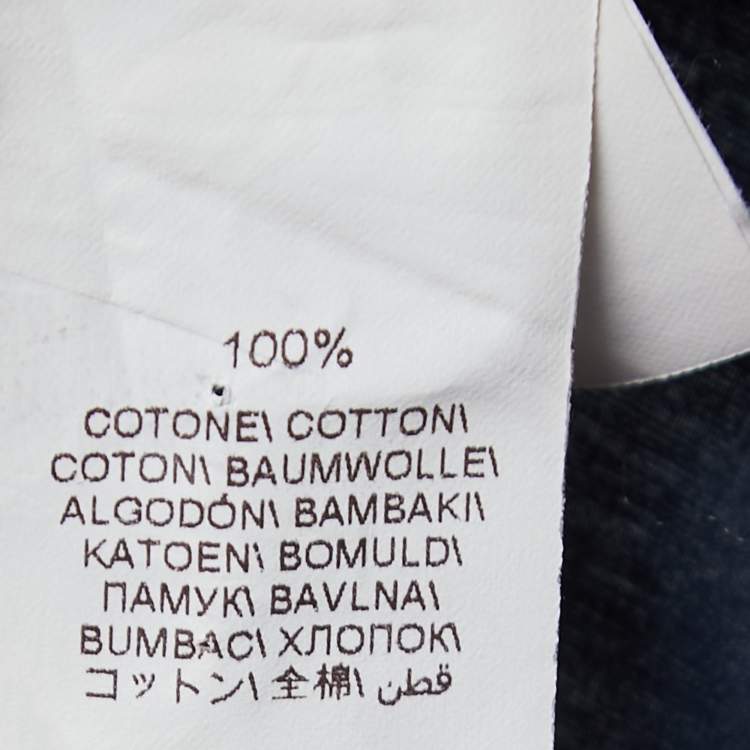 100%
COTONE\ COTTON\
COTON\ BAUMWOLLE\
ALGODÓN\ BAMBAKI\
KATOEN\ BOMULD\
ПАМУК\ BAVLNA\
BUMBAC\ ХЛОПОК\
コットン\ 全棉\ قطن